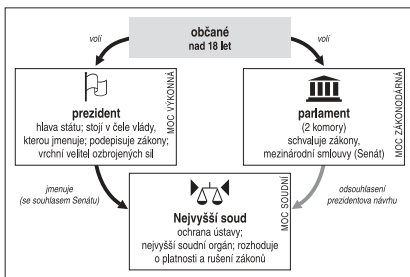 občané
nad 18 let
volí
volí
prezident
hlava státu; stojí v čele vlády,
kterou jmenuje; podepisuje zákony;
vrchní velitel ozbrojených sil
MOC VÝKONNÁ
parlament
(2 komory)
schvaluje zákony,
mezinárodní smlouvy (Senát)
MOC ZÁKONODÁRNÁ
jmenuje
(se souhlasem Senátu)
odsouhlasení
prezidentova návrhu
Nejvyšší soud
ochrana ústavy;
nejvyšší soudní orgán; rozhoduje
o platnosti a rušení zákonů
MOC SOUDNÍ